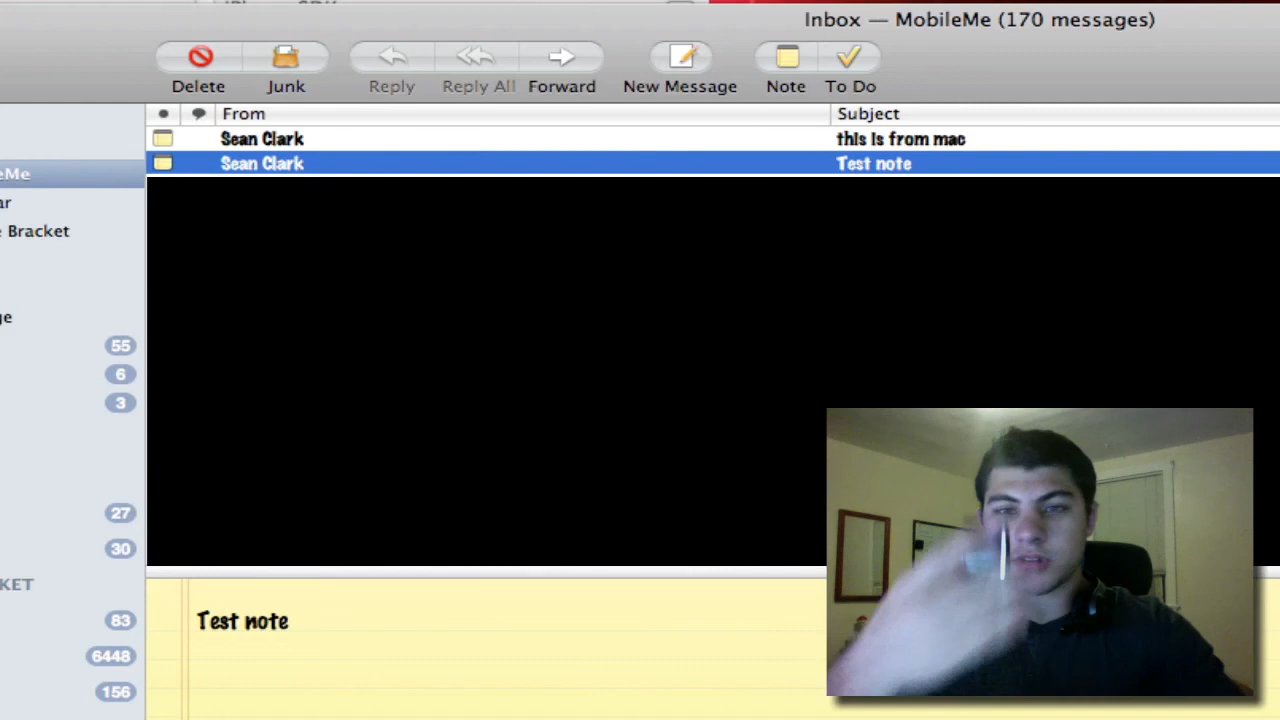 Inbox — MobileMe (170 messages)
Delete Junk Reply Reply All Forward New Message Note To Do
From Subject
Sean Clark this is from mac
Sean Clark Test note
eMe
ar
e Bracket
ge
55
6
3
27
30
KET
83
6448
156
Test note